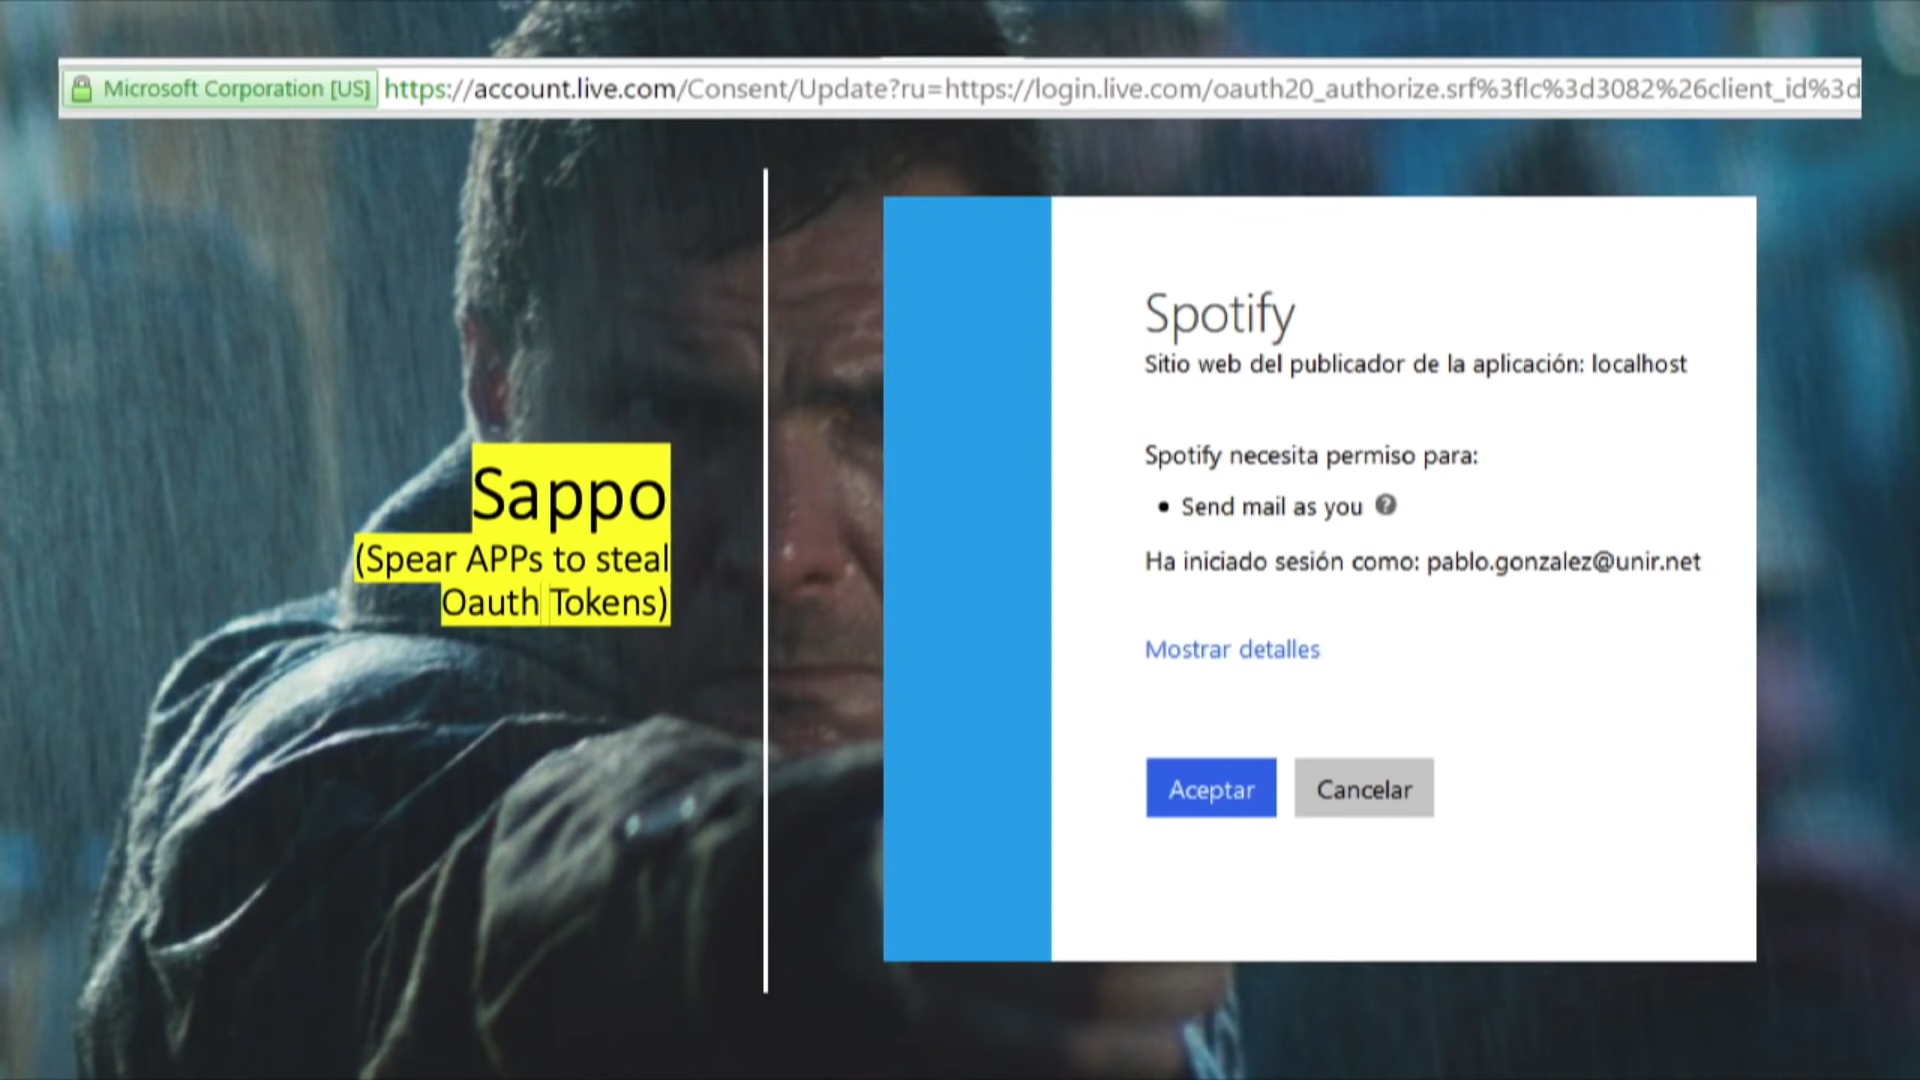 Microsoft Corporation [US] https://account.live.com/Consent/Update?ru=https://login.live.com/oauth20_authorize.srf%3flc%3d3082%26client_id%3d
Sappo
(Spear APPs to steal
Oauth Tokens)
Spotify
Sitio web del publicador de la aplicación: localhost
Spotify necesita permiso para:
• Send mail as you ?
Ha iniciado sesión como: pablo.gonzalez@unir.net
Mostrar detalles
Aceptar Cancelar